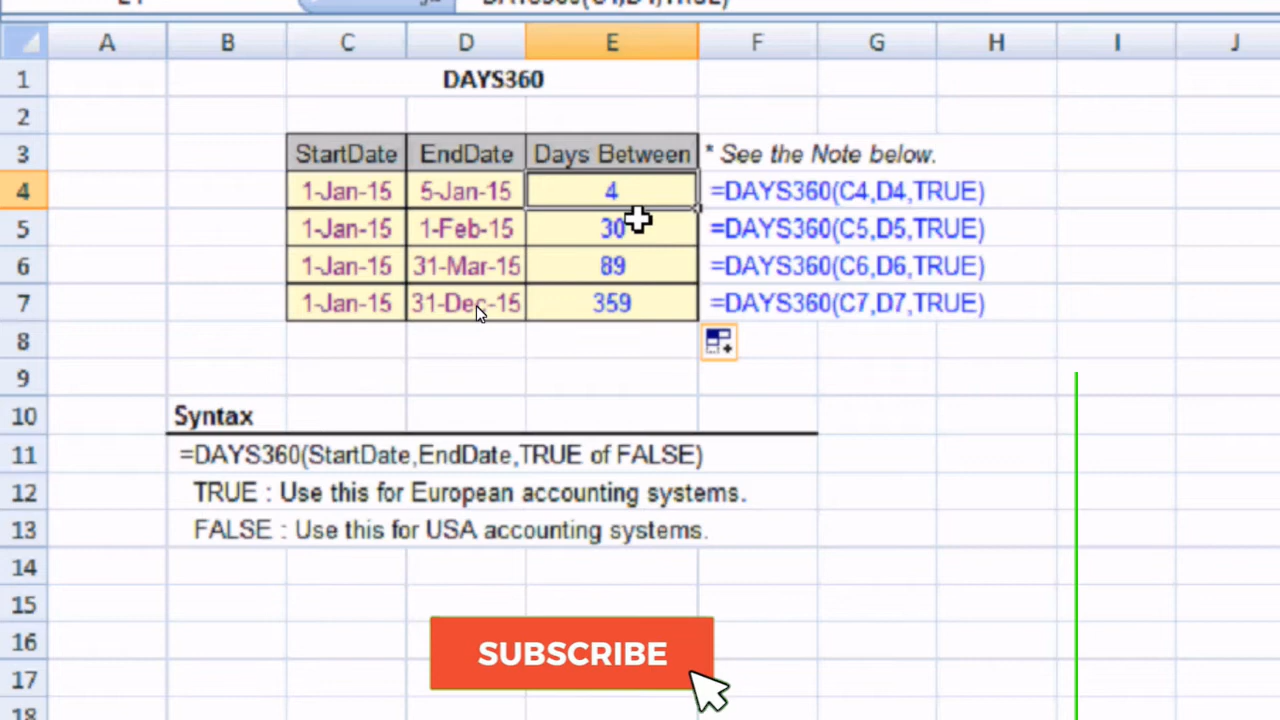 A B C D E F G H I J
1 DAYS360
2
3 StartDate EndDate Days Between * See the Note below.
4 1-Jan-15 5-Jan-15 4 =DAYS360(C4,D4,TRUE)
5 1-Jan-15 1-Feb-15 30 =DAYS360(C5,D5,TRUE)
6 1-Jan-15 31-Mar-15 89 =DAYS360(C6,D6,TRUE)
7 1-Jan-15 31-Dec-15 359 =DAYS360(C7,D7,TRUE)
8
9
10 Syntax
11 =DAYS360(StartDate,EndDate,TRUE of FALSE)
12 TRUE : Use this for European accounting systems.
13 FALSE : Use this for USA accounting systems.
14
15
16 SUBSCRIBE
17
18